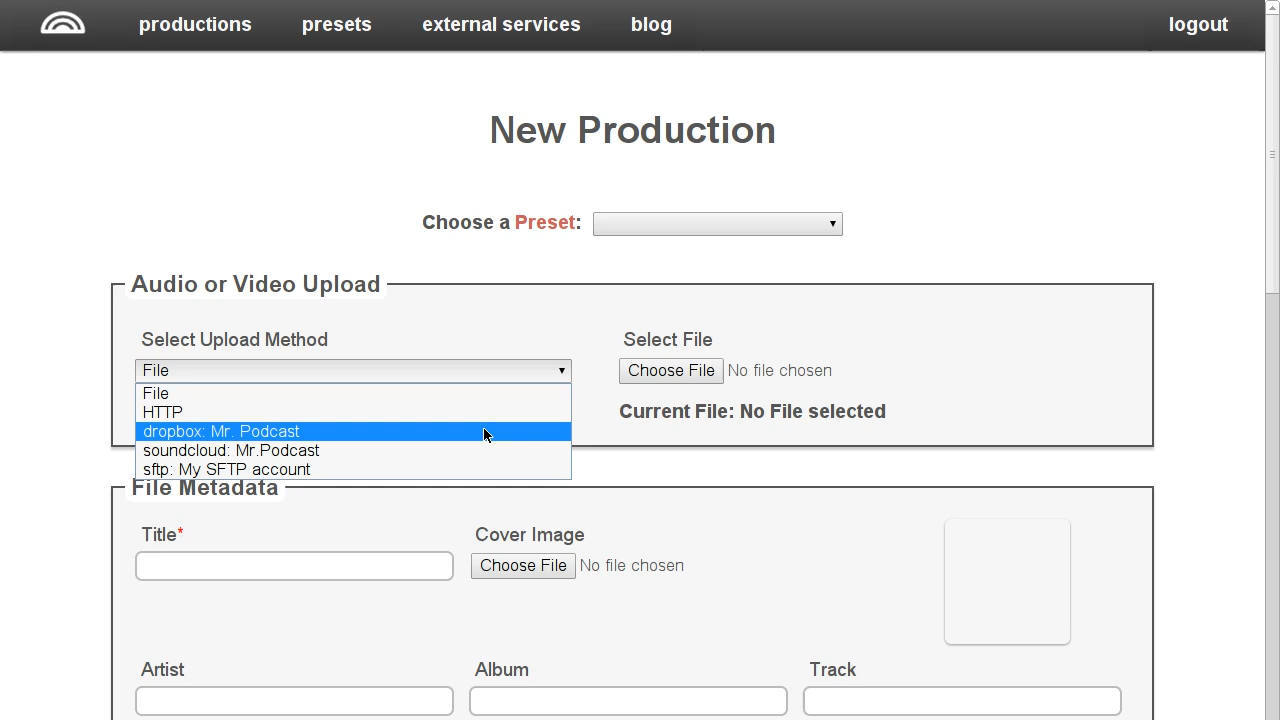 productions presets external services blog logout
New Production
Choose a Preset:
Audio or Video Upload
Select Upload Method Select File
File Choose File No file chosen
File
HTTP
Current File: No File selected
dropbox: Mr. Podcast
soundcloud: Mr.Podcast
sftp: My SFTP account
File Metadata
Title* Cover Image
Choose File No file chosen
Artist Album Track